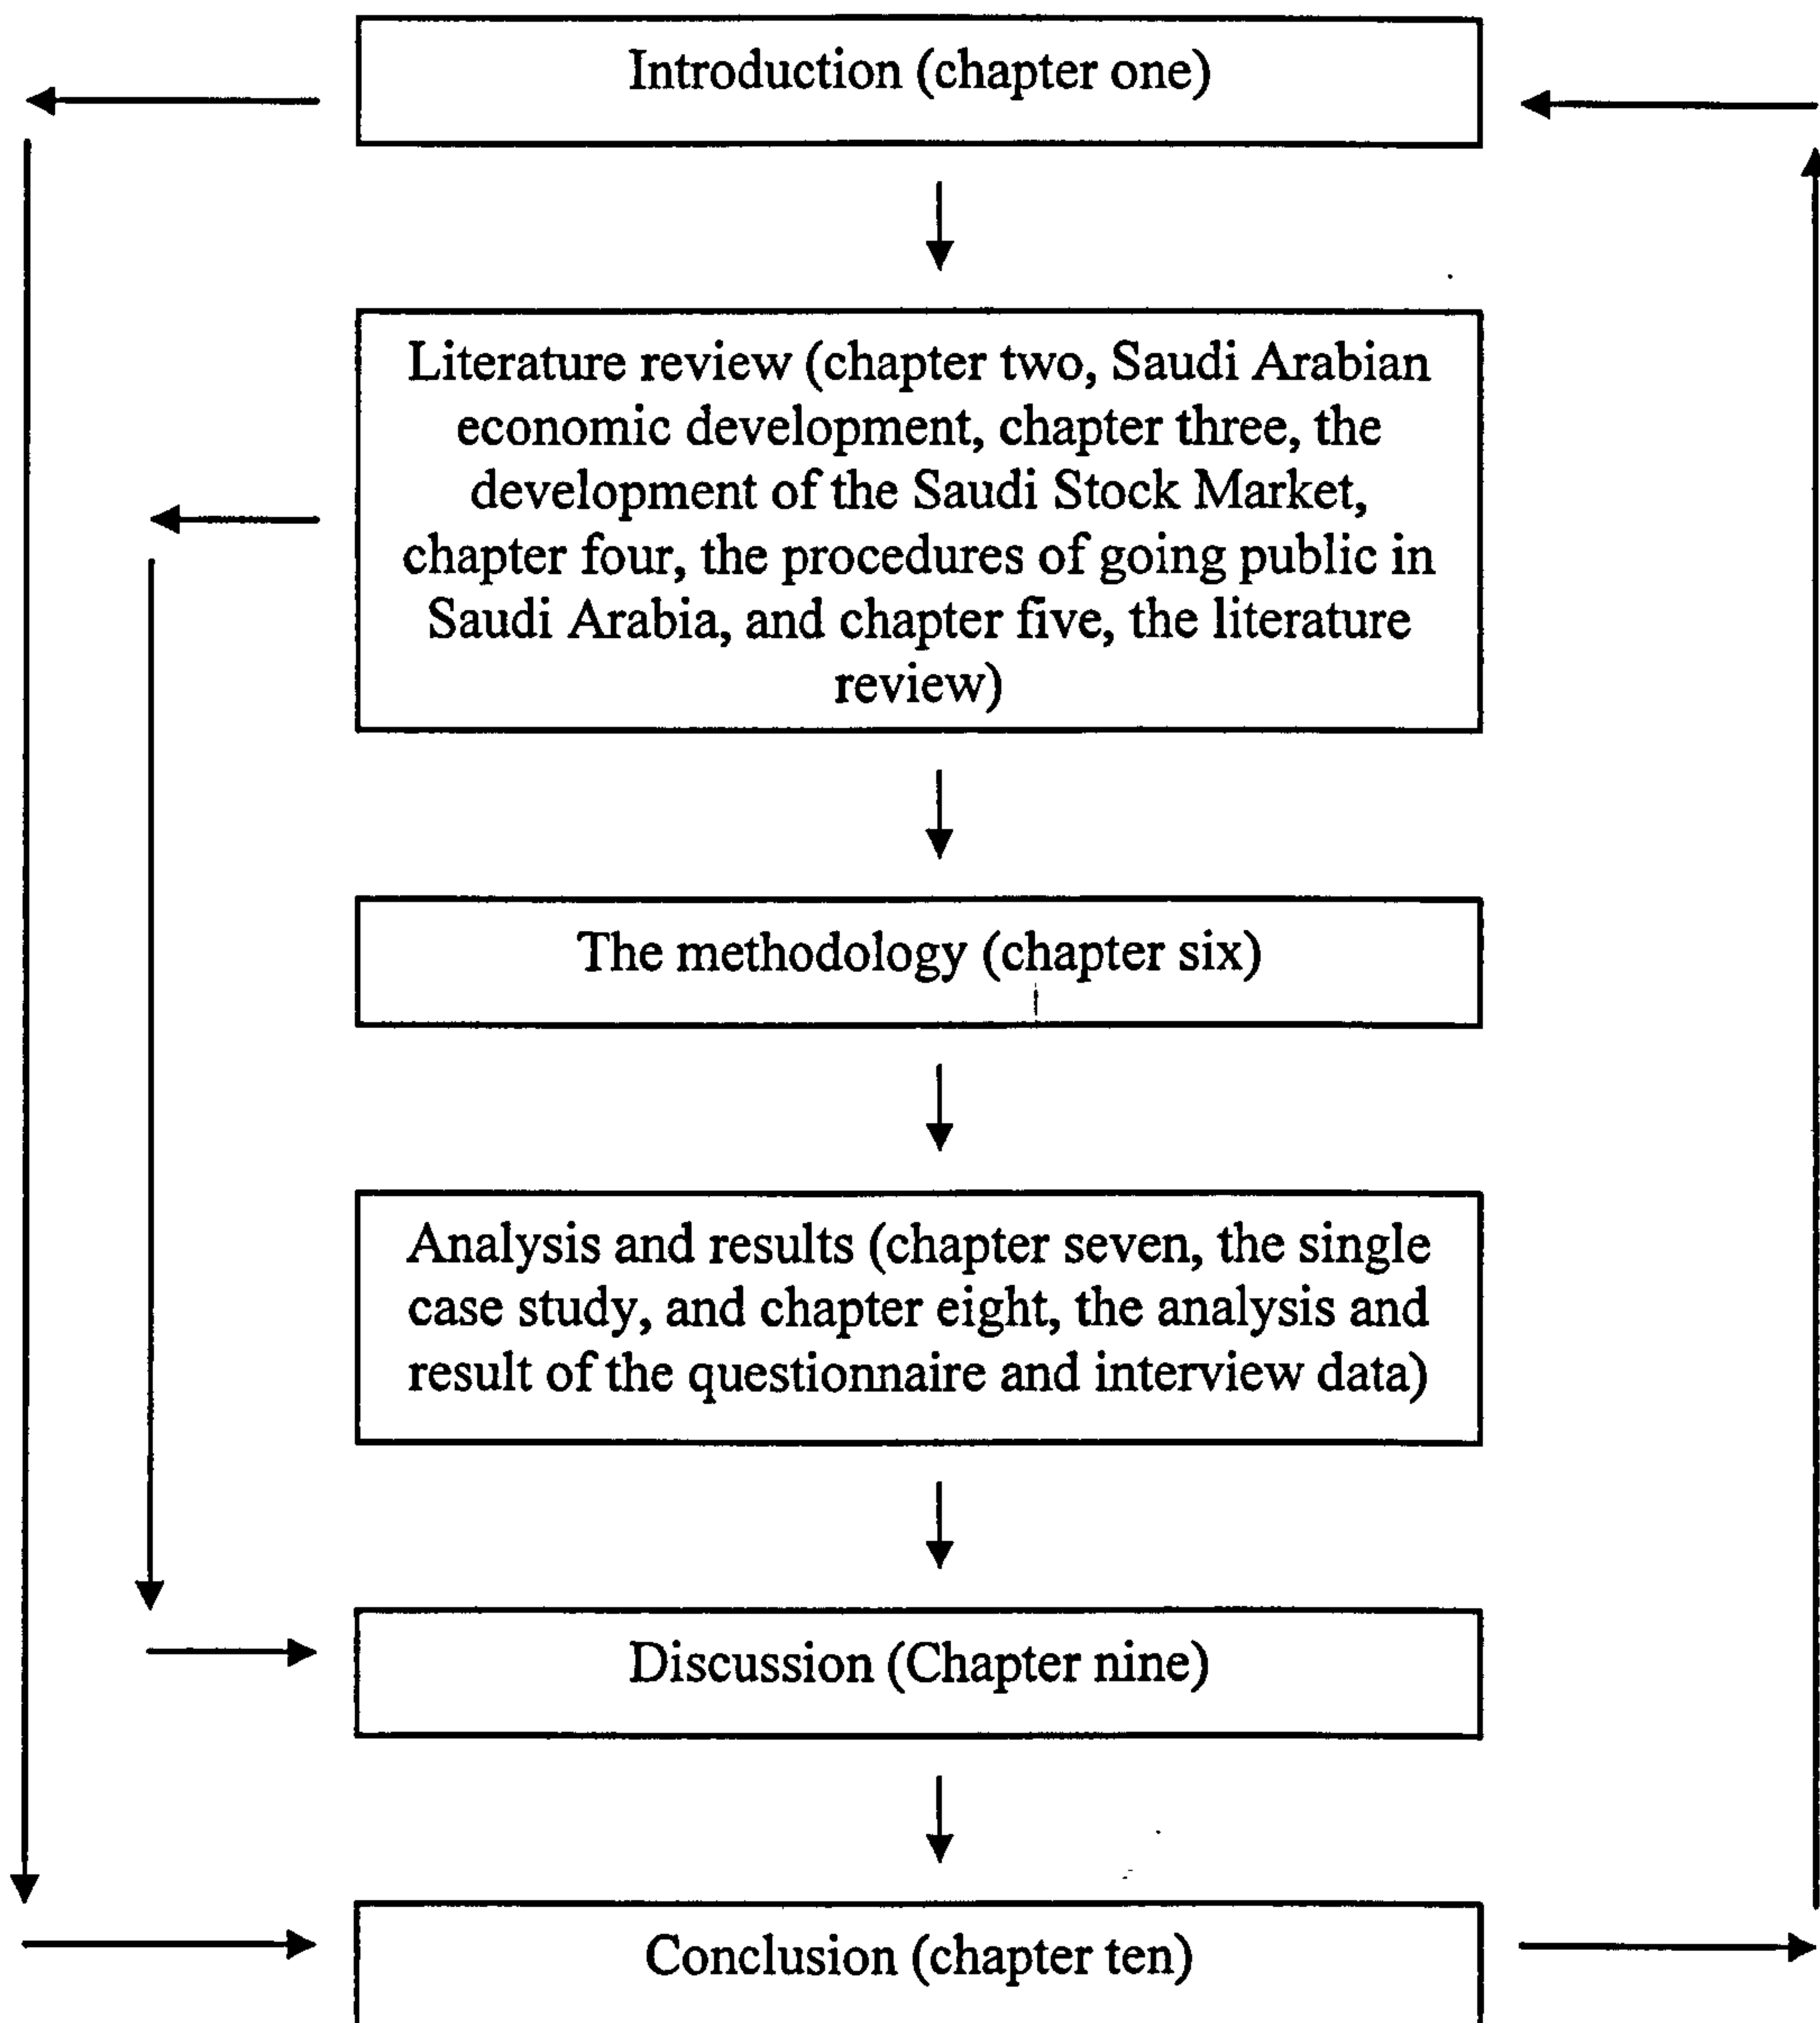 Introduction (chapter one)
Literature review (chapter two, Saudi Arabian
economic development, chapter three, the
development of the Saudi Stock Market,
chapter four, the procedures of going public in
Saudi Arabia, and chapter five, the literature
review)
The methodology (chapter six)
Analysis and results (chapter seven, the single
case study, and chapter eight, the analysis and
result of the questionnaire and interview data)
Discussion (Chapter nine)
Conclusion (chapter ten)